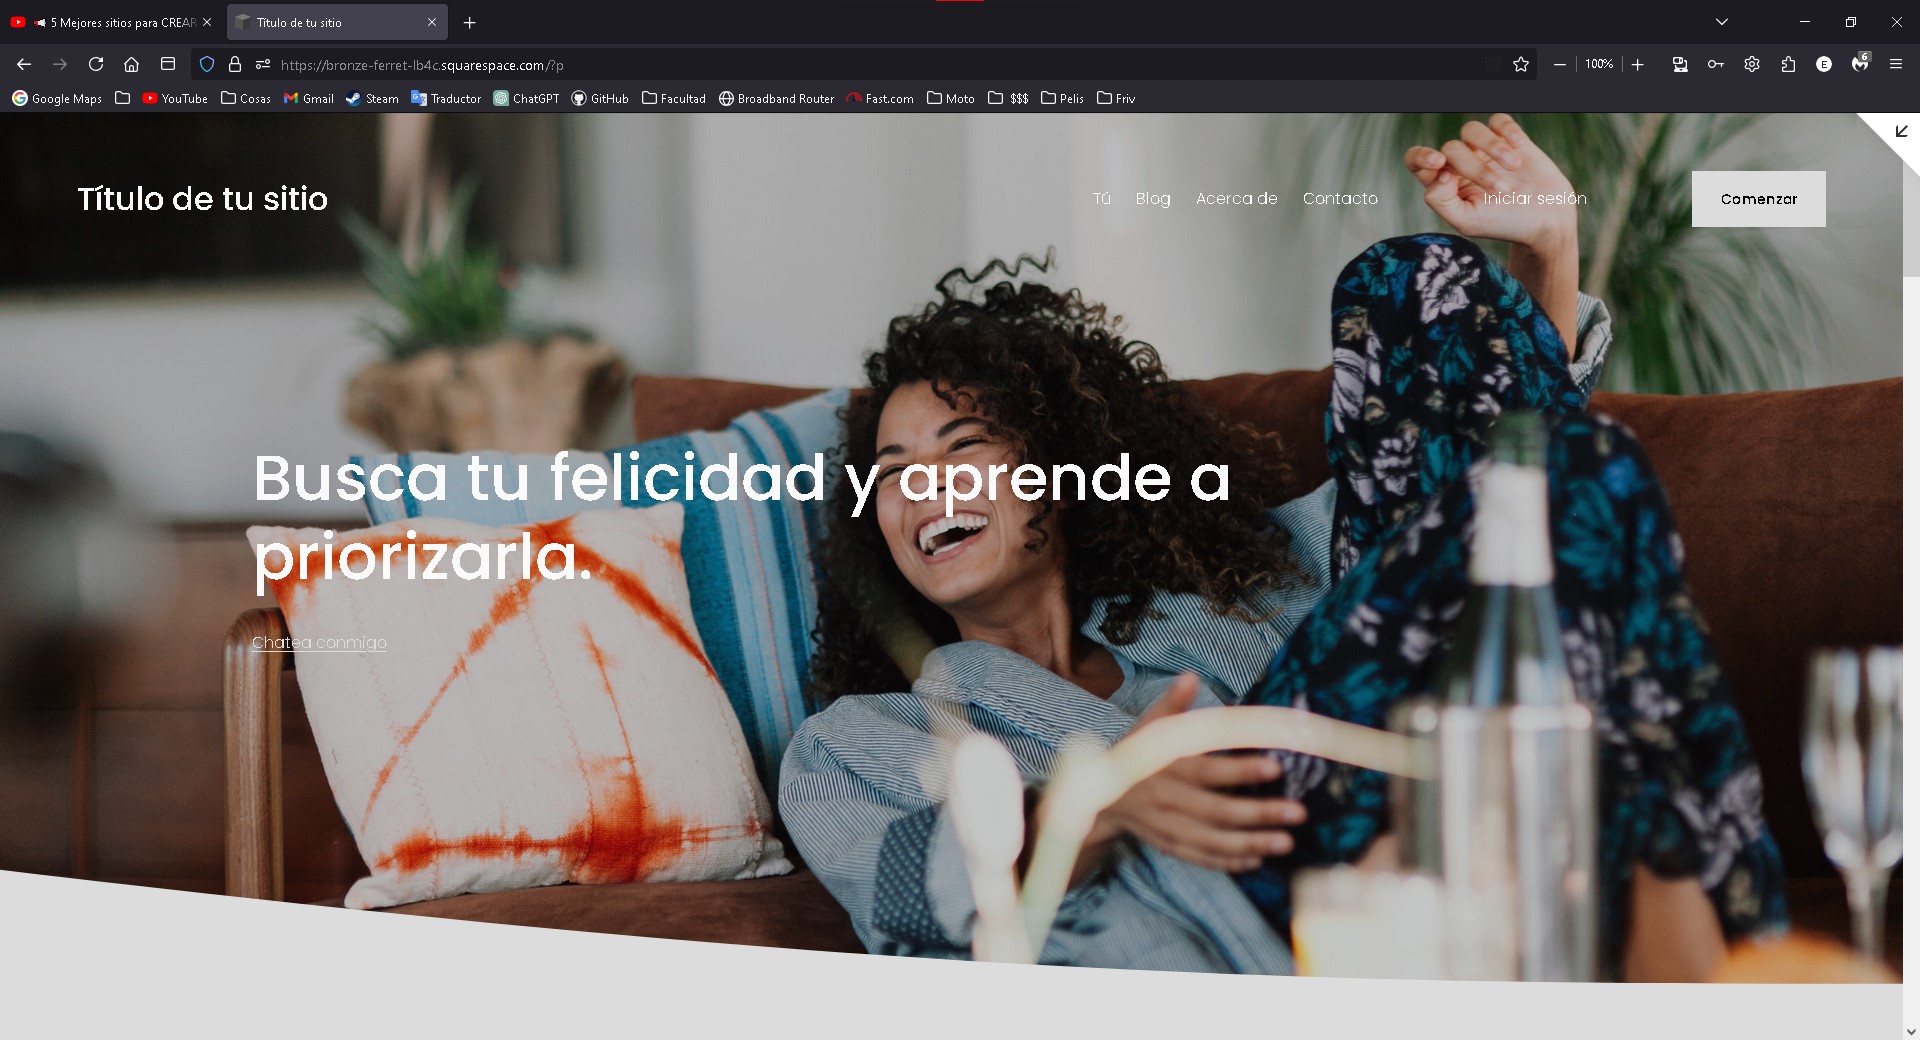 5 Mejores sitios para CREAR
Título de tu sitio
https://bronze-ferret-lb4c.squarespace.com/?p
100%
E
6
Google Maps
YouTube
Cosas
Gmail
Steam
Traductor
ChatGPT
GitHub
Facultad
Broadband Router
Fast.com
Moto
$$$
Pelis
Friv
Título de tu sitio
Tú
Blog
Acerca de
Contacto
Iniciar sesión
Comenzar
Busca tu felicidad y aprende a
priorizarla.
Chatea conmigo